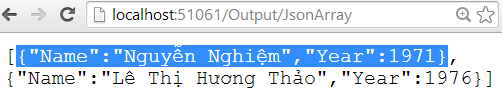 localhost:51061/Output/JsonArray
[{"Name":"Nguyễn Nghiệm","Year":1971},
{"Name":"Lê Thị Hương Thảo","Year":1976}]